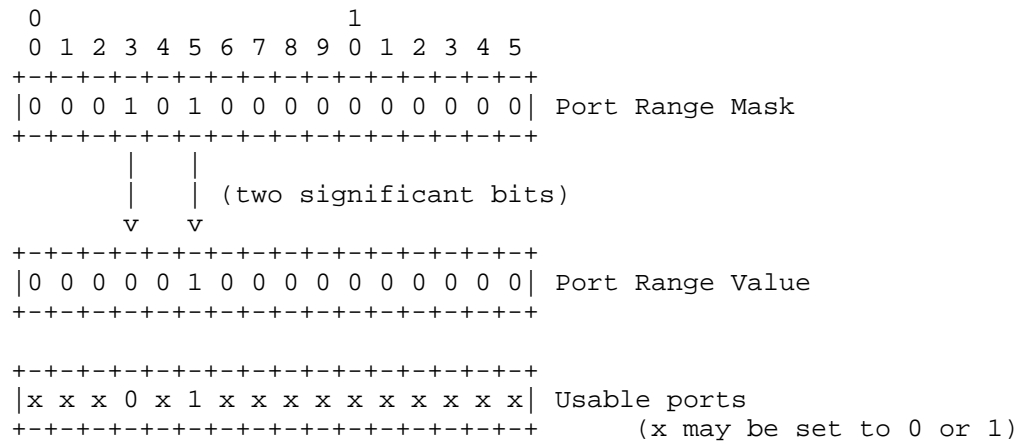 0                   1
 0 1 2 3 4 5 6 7 8 9 0 1 2 3 4 5
+-+-+-+-+-+-+-+-+-+-+-+-+-+-+-+-+
|0 0 0 1 0 1 0 0 0 0 0 0 0 0 0 0| Port Range Mask
+-+-+-+-+-+-+-+-+-+-+-+-+-+-+-+-+
       |   |
       |   | (two significant bits)
       v   v
+-+-+-+-+-+-+-+-+-+-+-+-+-+-+-+-+
|0 0 0 0 0 1 0 0 0 0 0 0 0 0 0 0| Port Range Value
+-+-+-+-+-+-+-+-+-+-+-+-+-+-+-+-+

+-+-+-+-+-+-+-+-+-+-+-+-+-+-+-+-+
|x x x 0 x 1 x x x x x x x x x x| Usable ports
+-+-+-+-+-+-+-+-+-+-+-+-+-+-+-+-+      (x may be set to 0 or 1)